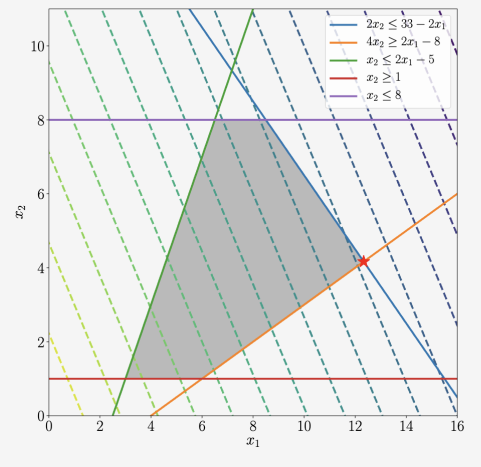 2x₂ ≤ 33 − 2x₁
4x₂ ≥ 2x₁ − 8
x₂ ≤ 2x₁ − 5
x₂ ≥ 1
x₂ ≤ 8
10
8
6
4
2
0
x₂
0 2 4 6 8 10 12 14 16
x₁